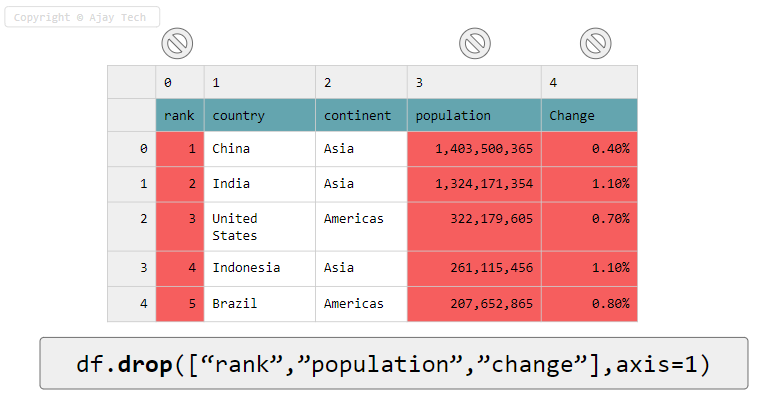 Copyright © Ajay Tech
0 1 2 3 4
rank country continent population Change
0 1 China Asia 1,403,500,365 0.40%
1 2 India Asia 1,324,171,354 1.10%
2 3 United Americas 322,179,605 0.70%
States
3 4 Indonesia Asia 261,115,456 1.10%
4 5 Brazil Americas 207,652,865 0.80%
df.drop([“rank”,”population”,”change”],axis=1)